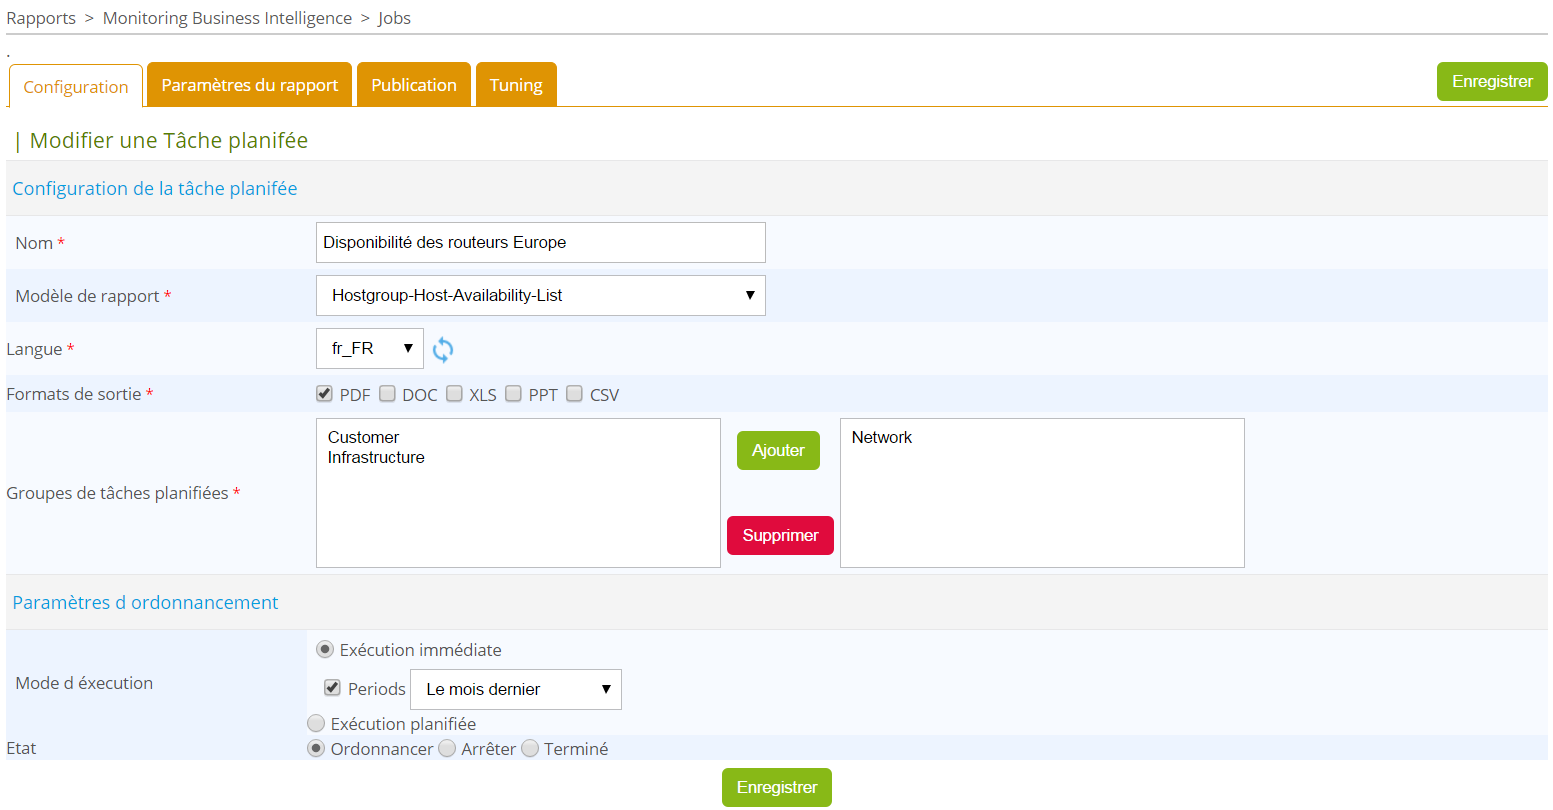 Rapports > Monitoring Business Intelligence > Jobs
.
Configuration Paramètres du rapport Publication Tuning Enregistrer
| Modifier une Tâche planifée
Configuration de la tâche planifée
Nom * Disponibilité des routeurs Europe
Modèle de rapport * Hostgroup-Host-Availability-List
Langue * fr_FR
Formats de sortie * PDF DOC XLS PPT CSV
Customer Ajouter Network
Infrastructure
Groupes de tâches planifiées *
Supprimer
Paramètres d ordonnancement
Exécution immédiate
Mode d éxecution
Periods Le mois dernier
Exécution planifiée
Etat Ordonnancer Arrêter Terminé
Enregistrer